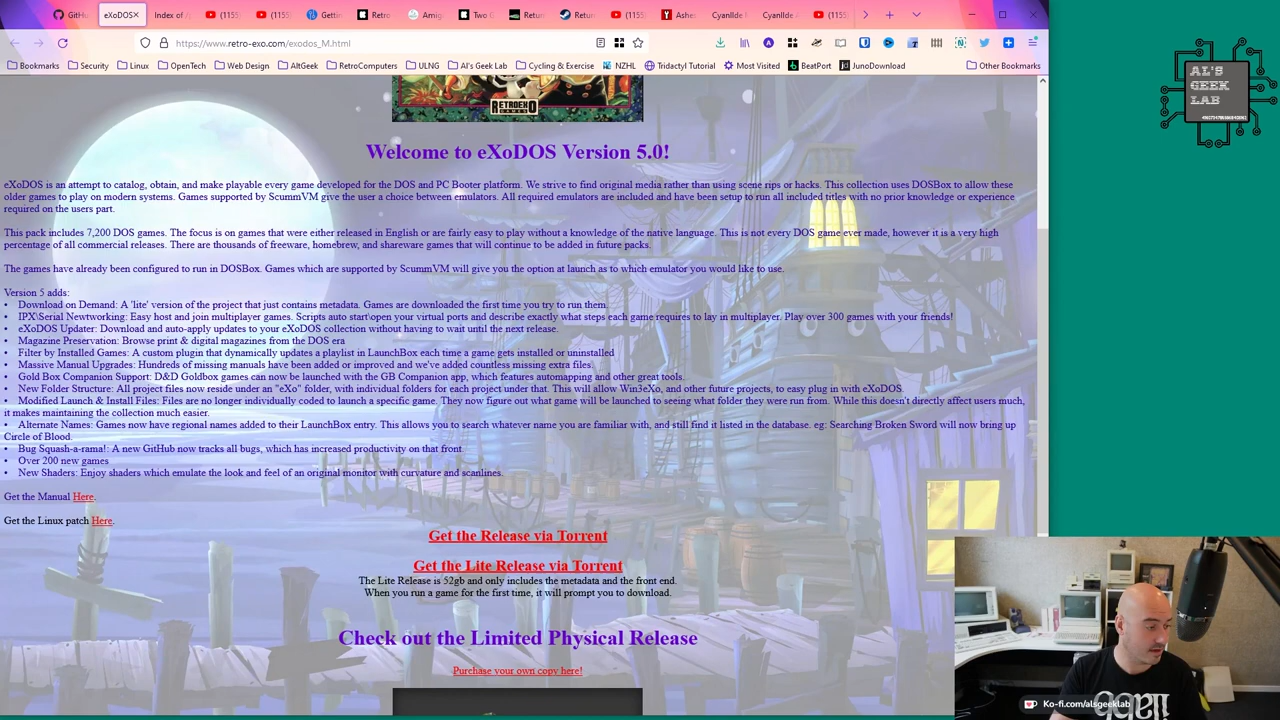 GitHu
eXoDOS
Index of /
(1155
(1155
Gettin
Retro
Amig
Two G
Return
Retun
(1155
Ashes
CyanIIde
CyanIIde
(1155
https://www.retro-exo.com/exodos_M.html
Bookmarks Security Linux OpenTech Web Design AltGeek RetroComputers ULNG Al's Geek Lab Cycling & Exercise NZHL Tridactyl Tutorial Most Visited BeatPort JunoDownload Other Bookmarks
AL'S
GEEK
LAB
RETROEXO
Welcome to eXoDOS Version 5.0!
eXoDOS is an attempt to catalog, obtain, and make playable every game developed for the DOS and PC Booter platform. We strive to find original media rather than using scene rips or hacks. This collection uses DOSBox to allow these
older games to play on modern systems. Games supported by ScummVM give the user a choice between emulators. All required emulators are included and have been setup to run all included titles with no prior knowledge or experience
required on the users part.
This pack includes 7,200 DOS games. The focus is on games that were either released in English or are fairly easy to play without a knowledge of the native language. This is not every DOS game ever made, however it is a very high
percentage of all commercial releases. There are thousands of freeware, homebrew, and shareware games that will continue to be added in future packs.
The games have already been configured to run in DOSBox. Games which are supported by ScummVM will give you the option at launch as to which emulator you would like to use.
Version 5 adds:
• Download on Demand: A 'lite' version of the project that just contains metadata. Games are downloaded the first time you try to run them.
• IPX\Serial Newtworking: Easy host and join multiplayer games. Scripts auto start\open your virtual ports and describe exactly what steps each game requires to lay in multiplayer. Play over 300 games with your friends!
• eXoDOS Updater: Download and auto-apply updates to your eXoDOS collection without having to wait until the next release.
• Magazine Preservation: Browse print & digital magazines from the DOS era
• Filter by Installed Games: A custom plugin that dynamically updates a playlist in LaunchBox each time a game gets installed or uninstalled
• Massive Manual Upgrades: Hundreds of missing manuals have been added or improved and we've added countless missing extra files.
• Gold Box Companion Support: D&D Goldbox games can now be launched with the GB Companion app, which features automapping and other great tools.
• New Folder Structure: All project files now reside under an "eXo" folder, with individual folders for each project under that. This will allow Win3eXo, and other future projects, to easy plug in with eXoDOS.
• Modified Launch & Install Files: Files are no longer individually coded to launch a specific game. They now figure out what game will be launched to seeing what folder they were run from. While this doesn't directly affect users much,
it makes maintaining the collection much easier.
• Alternate Names: Games now have regional names added to their LaunchBox entry. This allows you to search whatever name you are familiar with, and still find it listed in the database. eg: Searching Broken Sword will now bring up
Circle of Blood.
• Bug Squash-a-rama!: A new GitHub now tracks all bugs, which has increased productivity on that front.
• Over 200 new games
• New Shaders: Enjoy shaders which emulate the look and feel of an original monitor with curvature and scanlines.
Get the Manual Here.
Get the Linux patch Here.
Get the Release via Torrent
Get the Lite Release via Torrent
The Lite Release is 52gb and only includes the metadata and the front end.
When you run a game for the first time, it will prompt you to download.
Check out the Limited Physical Release
Purchase your own copy here!
Ko-fi.com/alsgeeklab